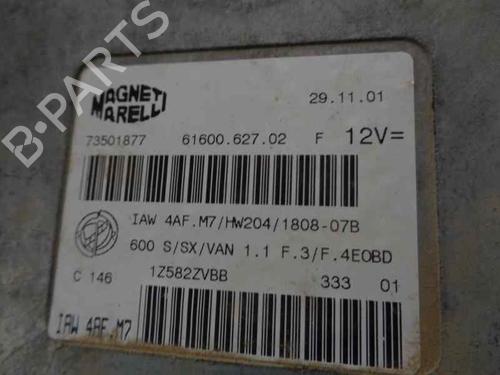 MAGNETI
MARELLI
29.11.01
73501877 61600.627.02 F 12V=
IAW 4AF.M7/HW204/1808-07B
600 S/SX/VAN 1.1 F.3/F.4EOBD
C 146 1Z582ZVBB 333 01
IAW 4AF.M7
B-PARTS